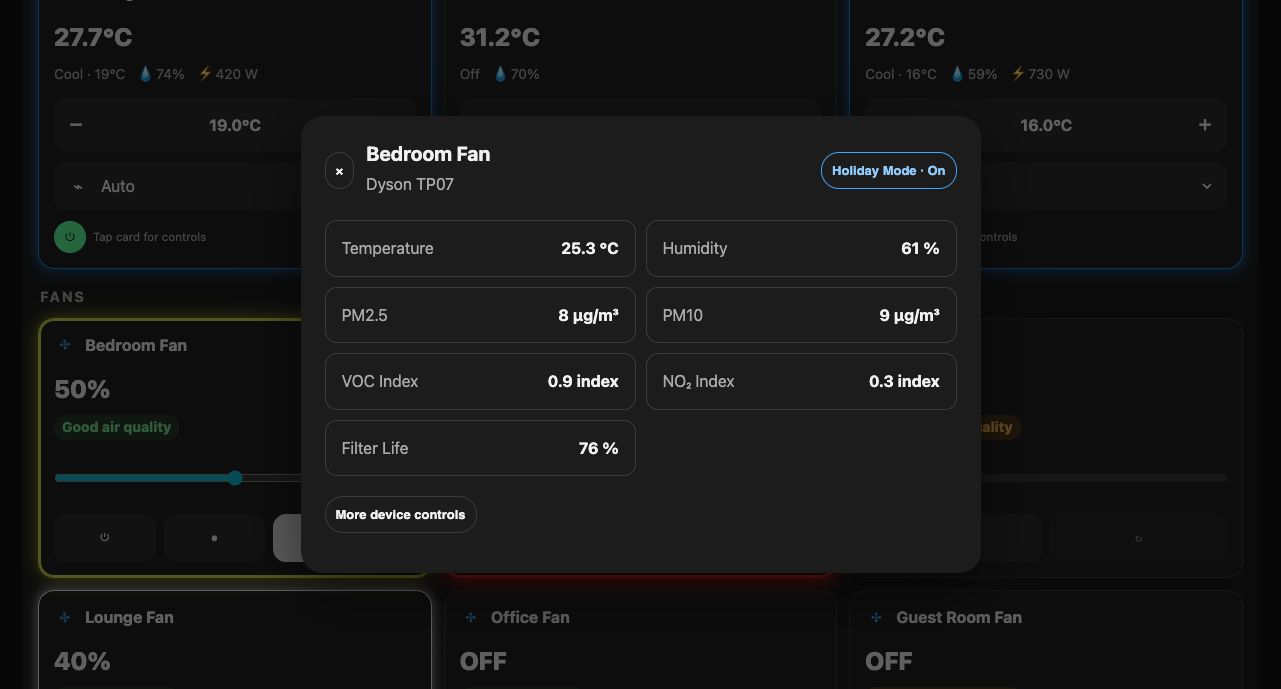 27.7°C
31.2°C
27.2°C
Cool · 19°C 💧 74% ⚡ 420 W
Off 💧 70%
Cool · 16°C 💧 59% ⚡ 730 W
− 19.0°C
16.0°C +
Auto
Tap card for controls
ontrols
Bedroom Fan
Dyson TP07
×
Holiday Mode · On
Temperature 25.3 °C
Humidity 61 %
PM2.5 8 µg/m³
PM10 9 µg/m³
VOC Index 0.9 index
NO₂ Index 0.3 index
Filter Life 76 %
More device controls
FANS
Bedroom Fan
50%
Good air quality
ality
Lounge Fan
40%
Office Fan
OFF
Guest Room Fan
OFF